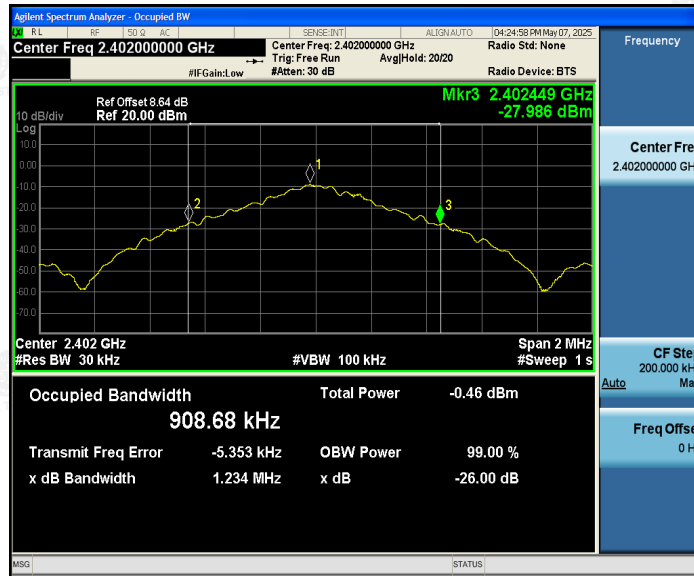 Agilent Spectrum Analyzer - Occupied BW
RL RF 50 Ω AC SENSE:INT ALIGNAUTO 04:24:58 PM May 07, 2025
Center Freq 2.402000000 GHz
Center Freq: 2.402000000 GHz Radio Std: None
Trig: Free Run Avg|Hold: 20/20
#IFGain:Low #Atten: 30 dB Radio Device: BTS
Frequency
Mkr3 2.402449 GHz
-27.986 dBm
Ref Offset 8.64 dB
10 dB/div Ref 20.00 dBm
Log
10.0
0.00
-10.0
-20.0
-30.0
-40.0
-50.0
-60.0
-70.0
1
2
3
Center 2.402 GHz Span 2 MHz
#Res BW 30 kHz #VBW 100 kHz #Sweep 1 s
Occupied Bandwidth Total Power -0.46 dBm
908.68 kHz
Transmit Freq Error -5.353 kHz OBW Power 99.00 %
x dB Bandwidth 1.234 MHz x dB -26.00 dB
Center Fre
2.402000000 GH
CF Ste
200.000 kH
Auto Ma
Freq Offse
0 H
MSG STATUS